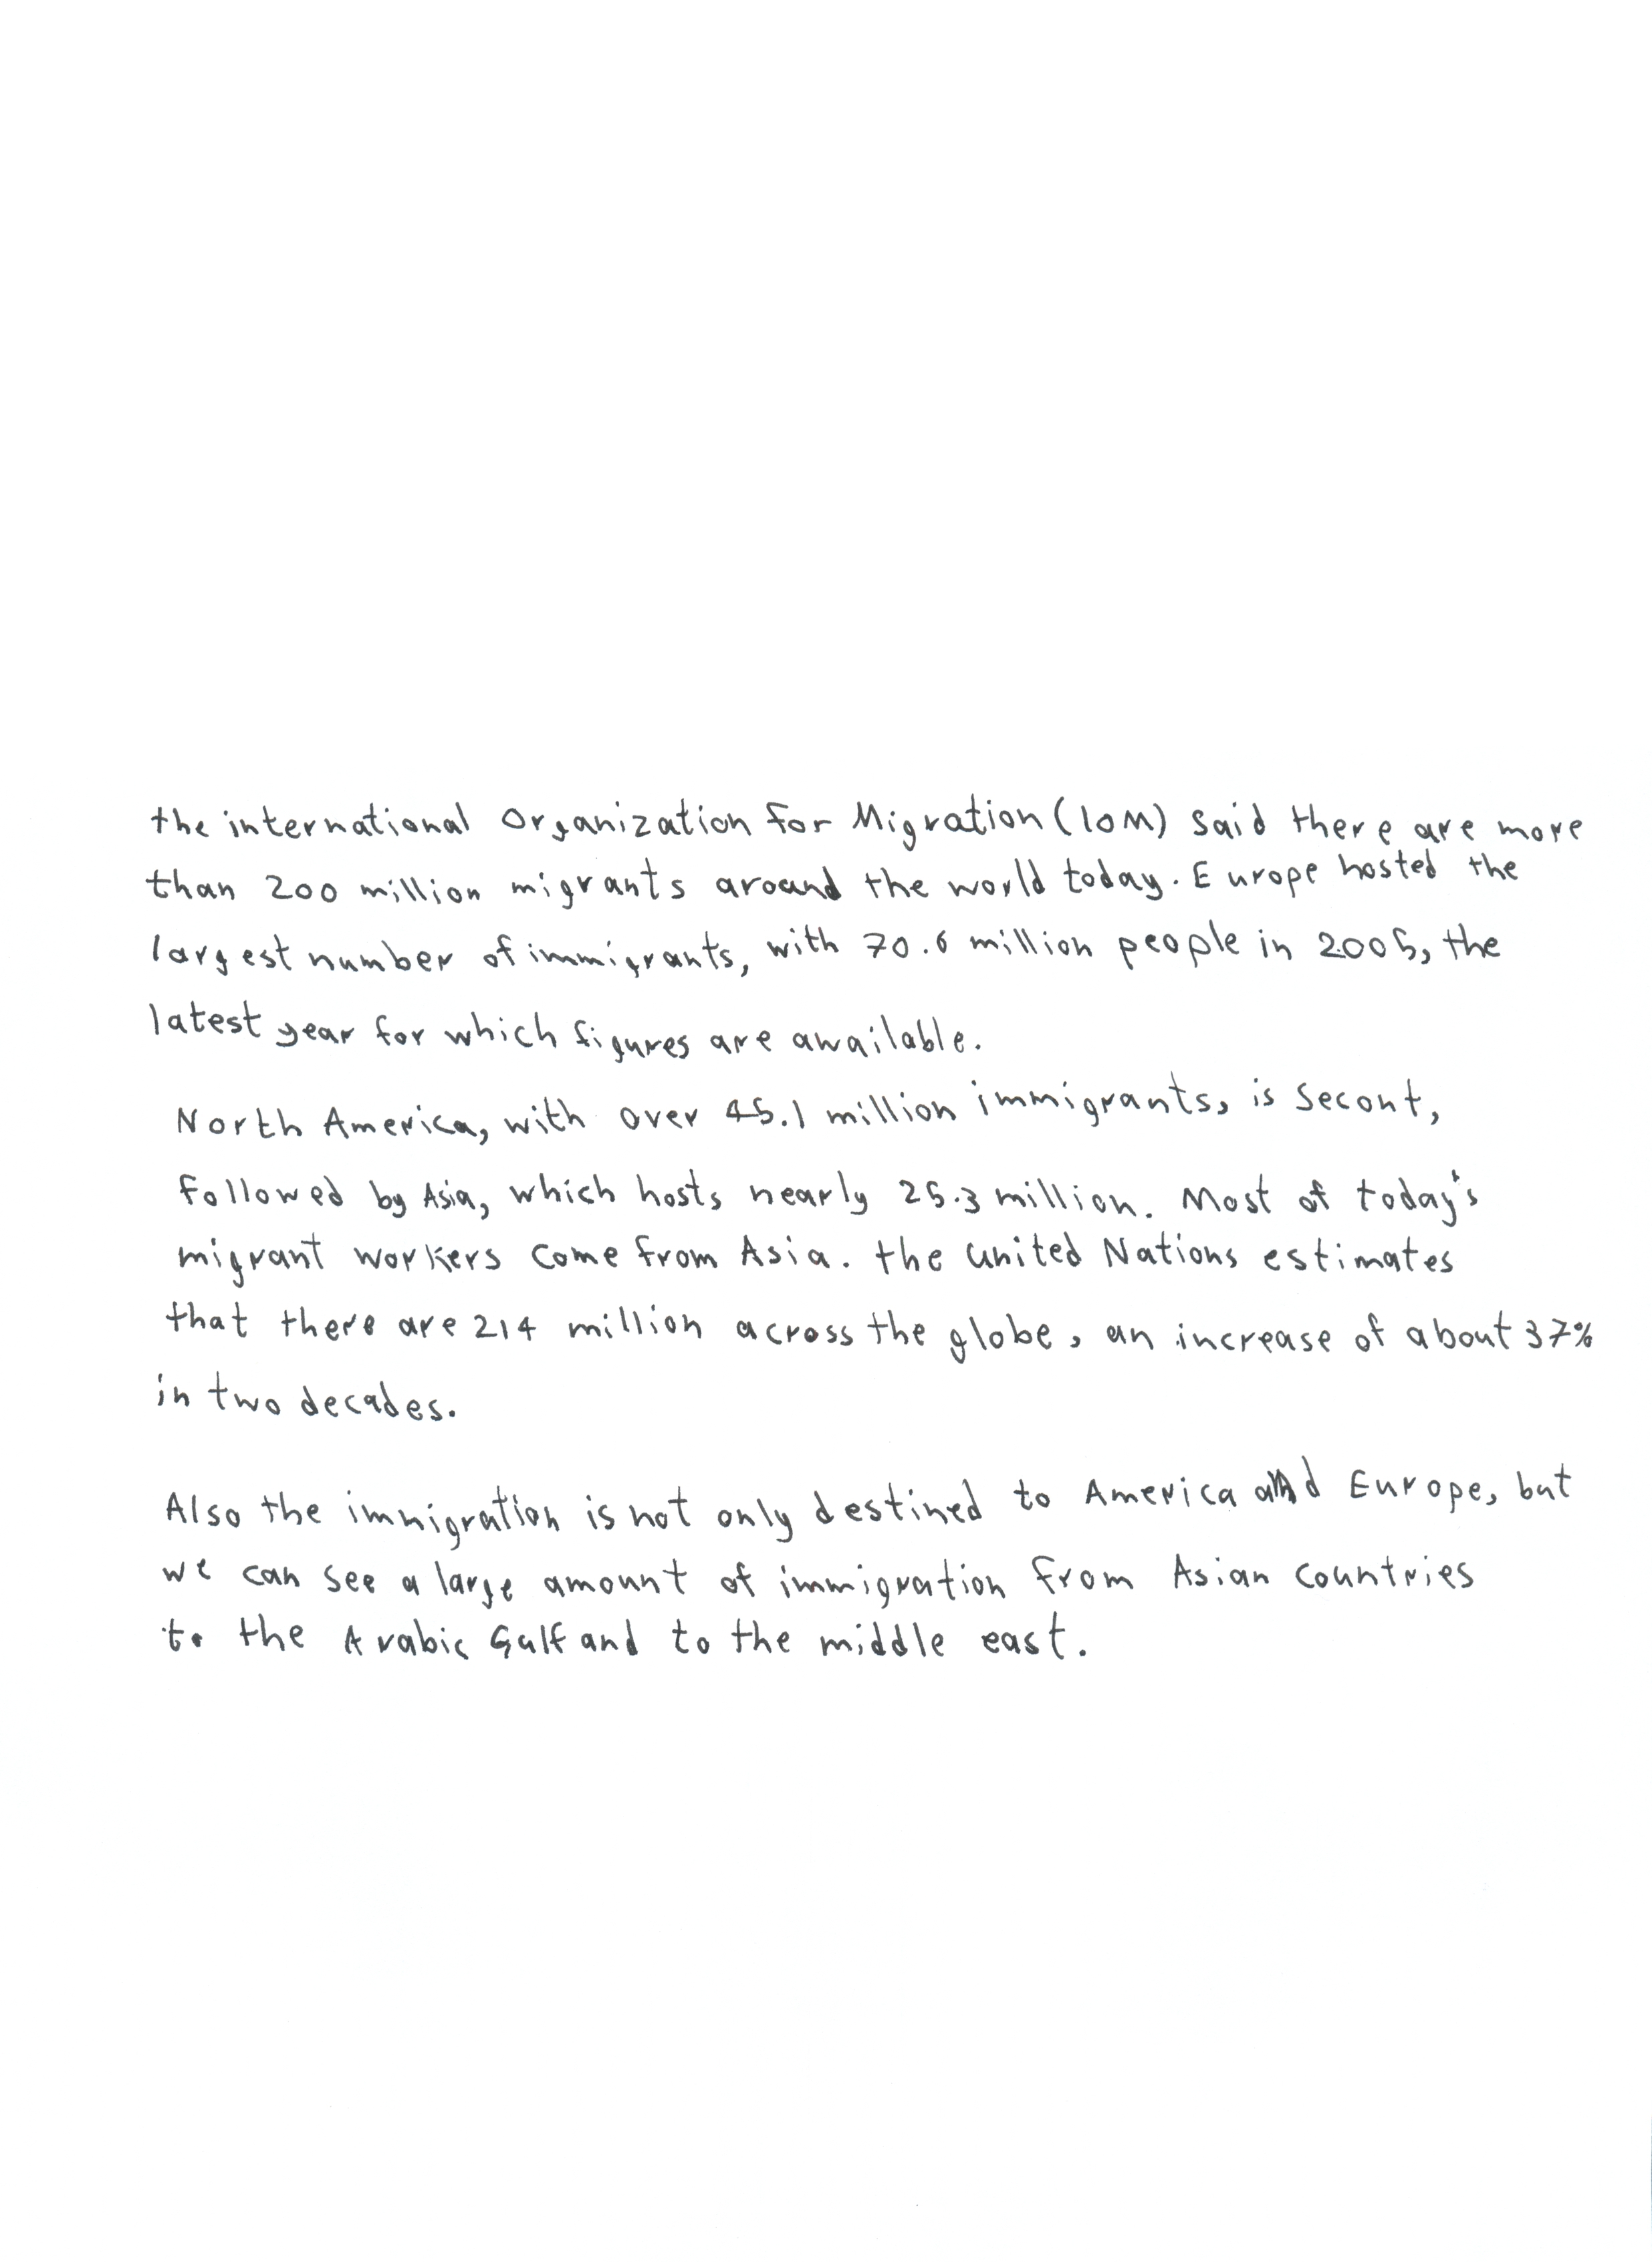 the international Organization for Migration (IOM) said there are more
than 200 million migrants around the world today. Europe hosted the
largest number of immigrants, with 70.6 million people in 2005, the
latest year for which figures are awailable.
North America, with over 45.1 million immigrants, is Secont,
followed by Asia, which hosts nearly 25.3 million. Most of today's
migrant workers come from Asia. the united Nations estimates
that there are 214 million across the globe, an increase of about 37%
in two decades.
Also the immigration is not only destined to America and Europe, but
we can see a large amount of immigration from Asian countries
to the Arabic Gulf and to the middle east.